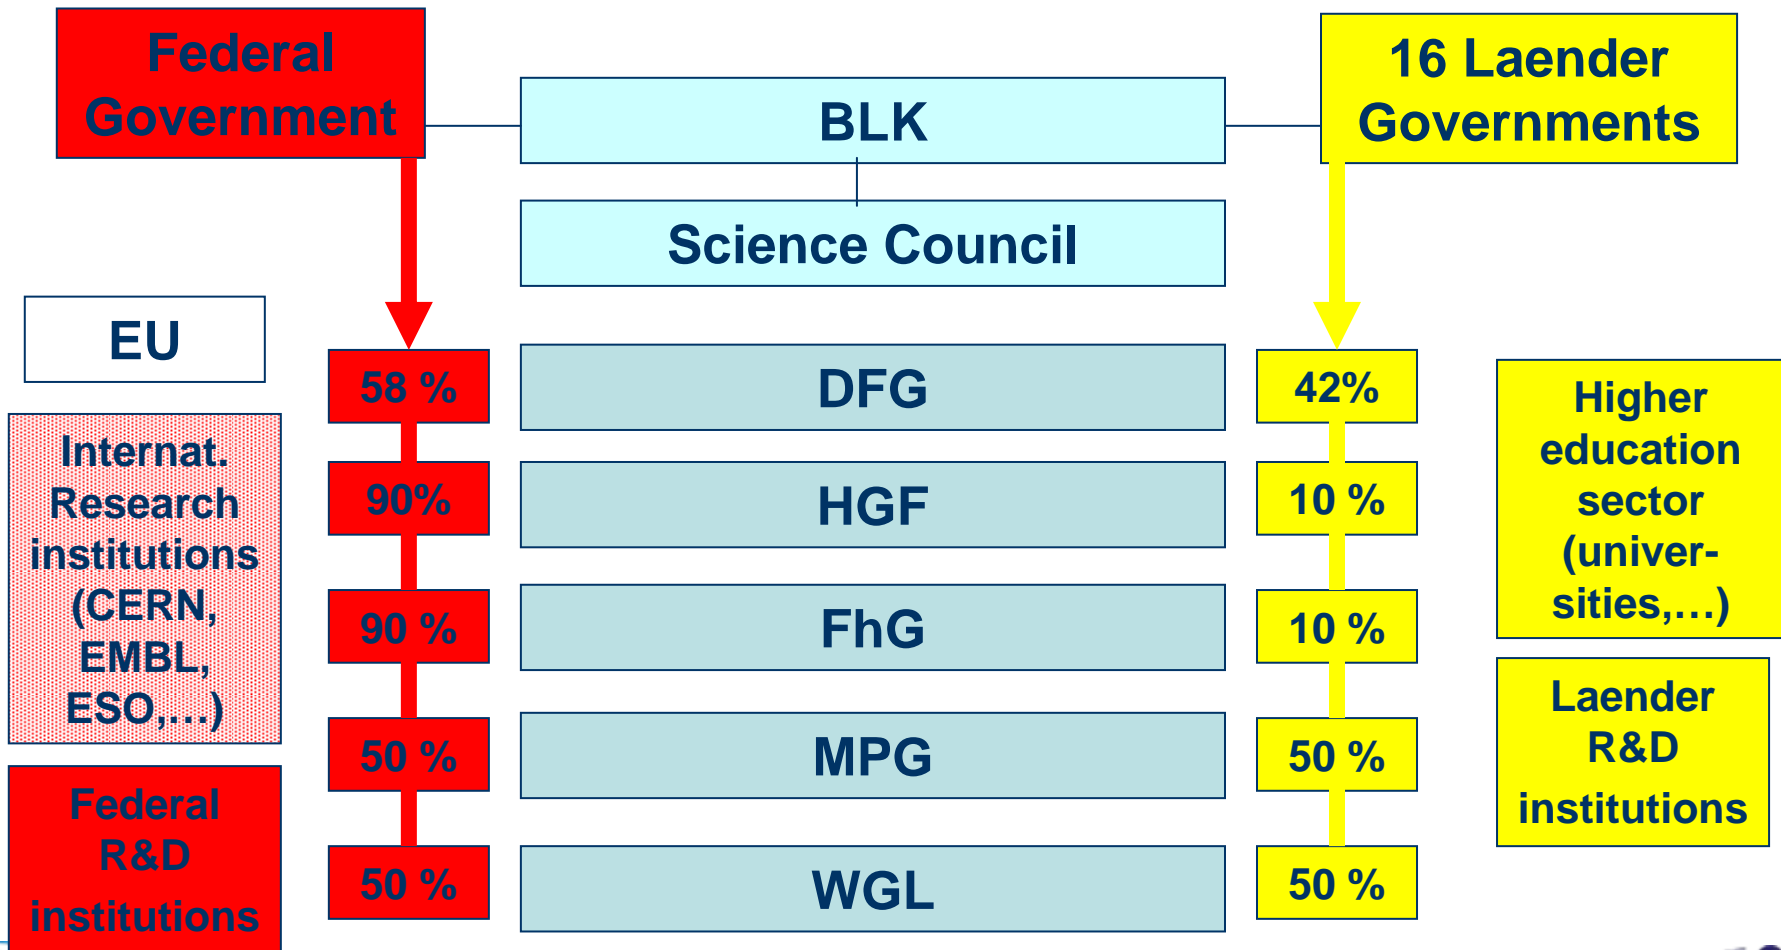 Federal
Government
16 Laender
Governments
BLK
Science Council
EU
58 %
DFG
42%
Internat.
Research
institutions
(CERN,
EMBL,
ESO,…)
90%
HGF
10 %
Higher
education
sector
(univer-
sities,…)
90 %
FhG
10 %
50 %
MPG
50 %
Laender
R&D
institutions
Federal
R&D
institutions
50 %
WGL
50 %